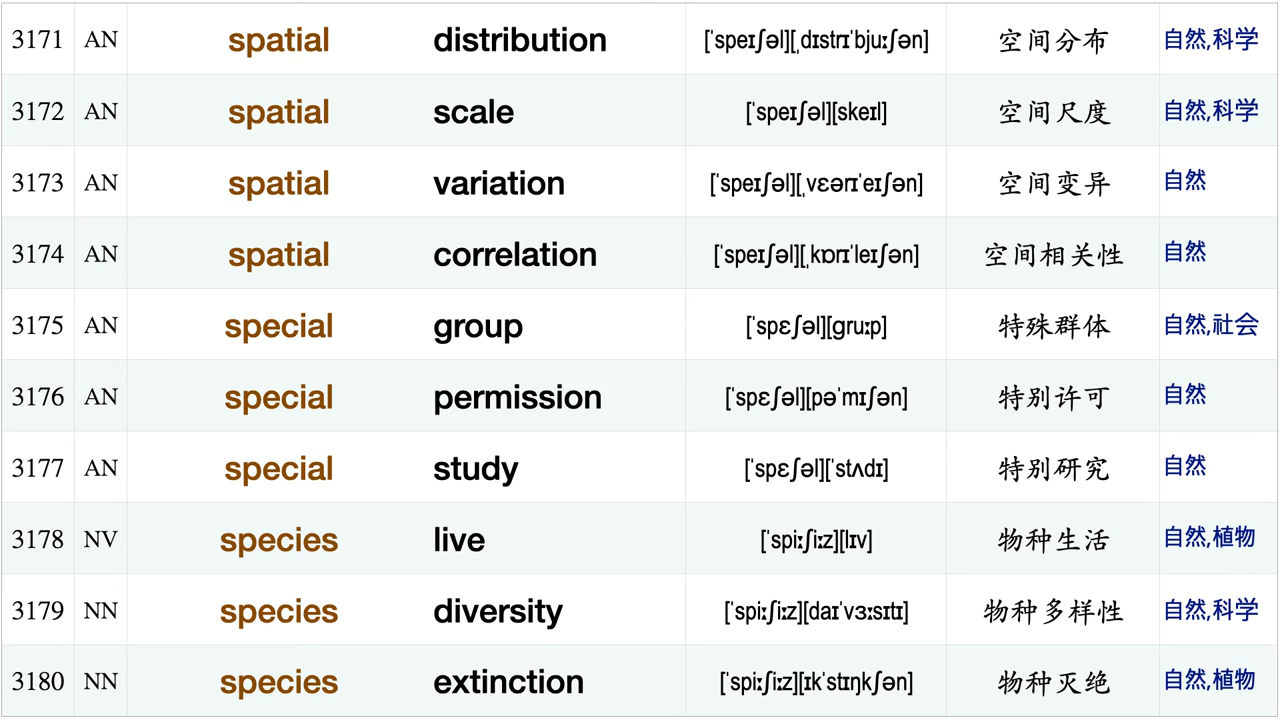 3171 AN spatial distribution [ˈspeɪʃəl][ˌdɪstrɪˈbjuːʃən] 空间分布 自然,科学
3172 AN spatial scale [ˈspeɪʃəl][skeɪl] 空间尺度 自然,科学
3173 AN spatial variation [ˈspeɪʃəl][ˌvɛərɪˈeɪʃən] 空间变异 自然
3174 AN spatial correlation [ˈspeɪʃəl][ˌkɒrɪˈleɪʃən] 空间相关性 自然
3175 AN special group [ˈspɛʃəl][gruːp] 特殊群体 自然,社会
3176 AN special permission [ˈspɛʃəl][pəˈmɪʃən] 特别许可 自然
3177 AN special study [ˈspɛʃəl][ˈstʌdɪ] 特别研究 自然
3178 NV species live [ˈspiːʃiːz][lɪv] 物种生活 自然,植物
3179 NN species diversity [ˈspiːʃiːz][daɪˈvɜːsɪtɪ] 物种多样性 自然,科学
3180 NN species extinction [ˈspiːʃiːz][ɪkˈstɪŋkʃən] 物种灭绝 自然,植物